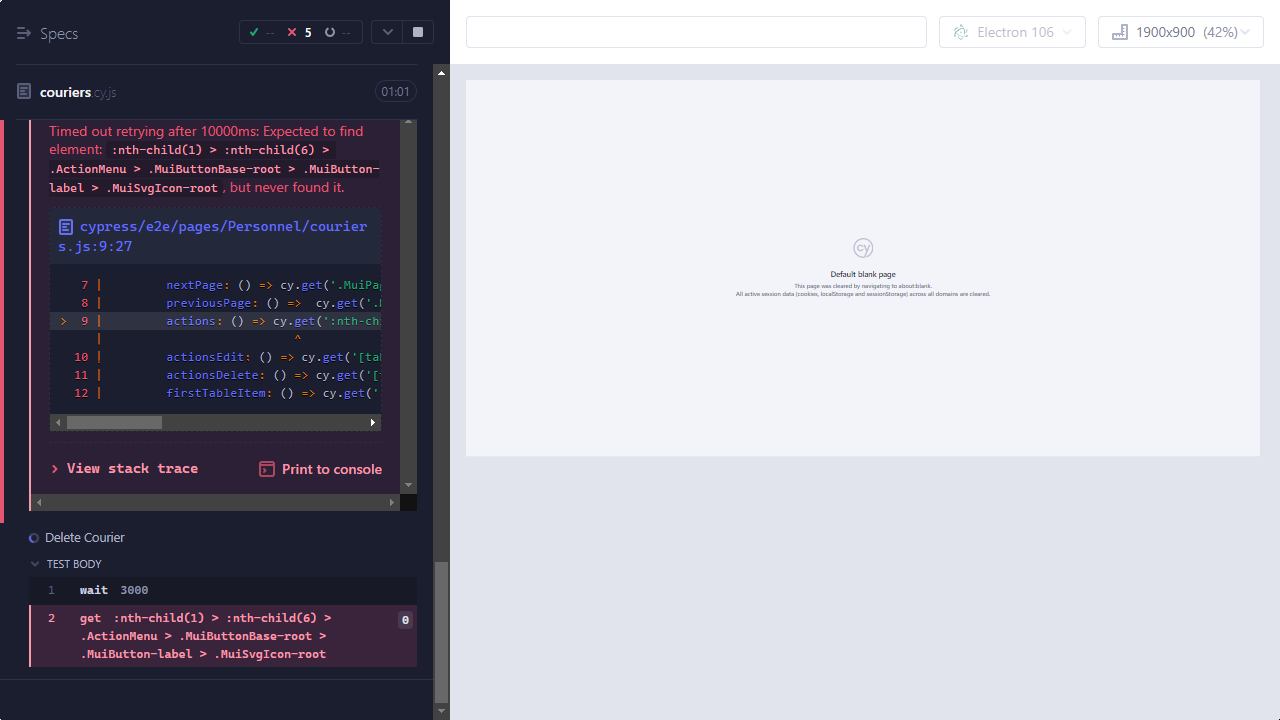 Specs
-- 5 --
Electron 106
1900x900 (42%)
couriers.cy.js
01:01
Timed out retrying after 10000ms: Expected to find
element: :nth-child(1) > :nth-child(6) >
.ActionMenu > .MuiButtonBase-root > .MuiButton-
label > .MuiSvgIcon-root, but never found it.
cypress/e2e/pages/Personnel/courier
s.js:9:27
7 | nextPage: () => cy.get('.MuiPag
8 | previousPage: () => cy.get('.
> 9 | actions: () => cy.get(':nth-chi
| ^
10 | actionsEdit: () => cy.get('[tab
11 | actionsDelete: () => cy.get('[
12 | firstTableItem: () => cy.get('
> View stack trace
Print to console
Delete Courier
TEST BODY
1 wait 3000
2 get :nth-child(1) > :nth-child(6) > 0
.ActionMenu > .MuiButtonBase-root >
.MuiButton-label > .MuiSvgIcon-root
cy
Default blank page
This page was cleared by navigating to about:blank.
All active session data (cookies, localStorage and sessionStorage) across all domains are cleared.